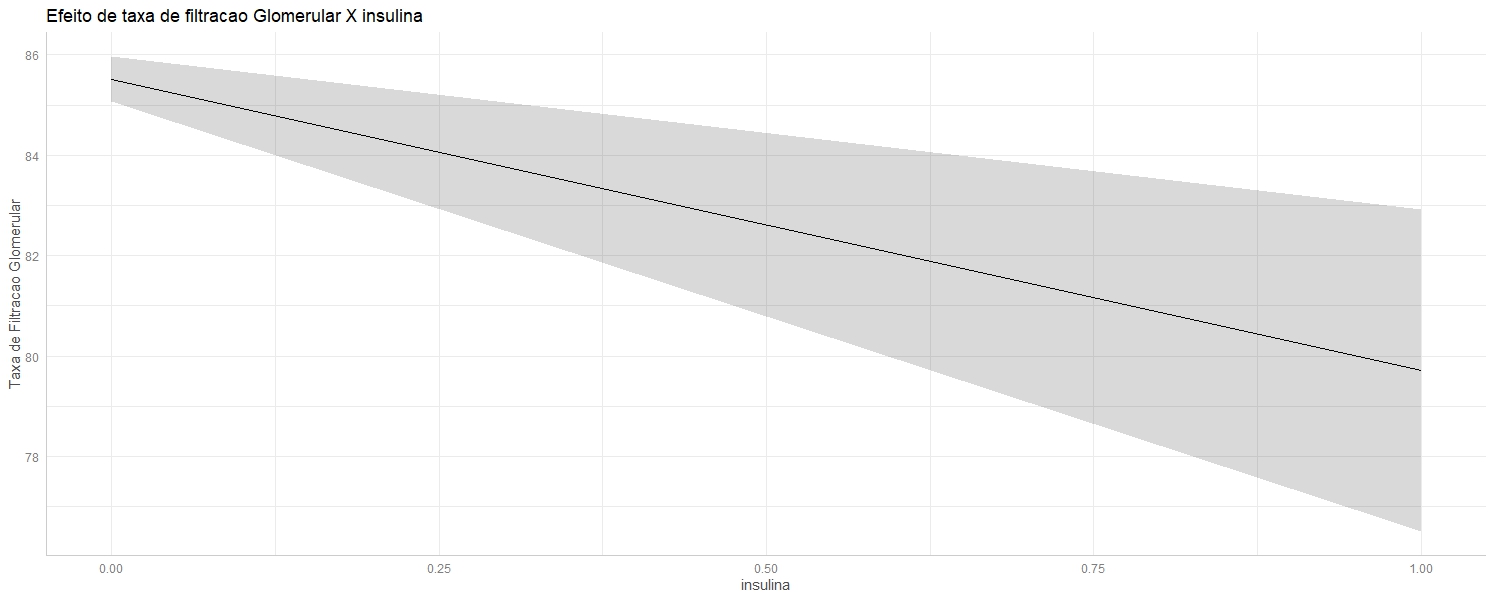 Efeito de taxa de filtracao Glomerular X insulina
Taxa de Filtracao Glomerular
86
84
82
80
78
0.00 0.25 0.50 0.75 1.00
insulina